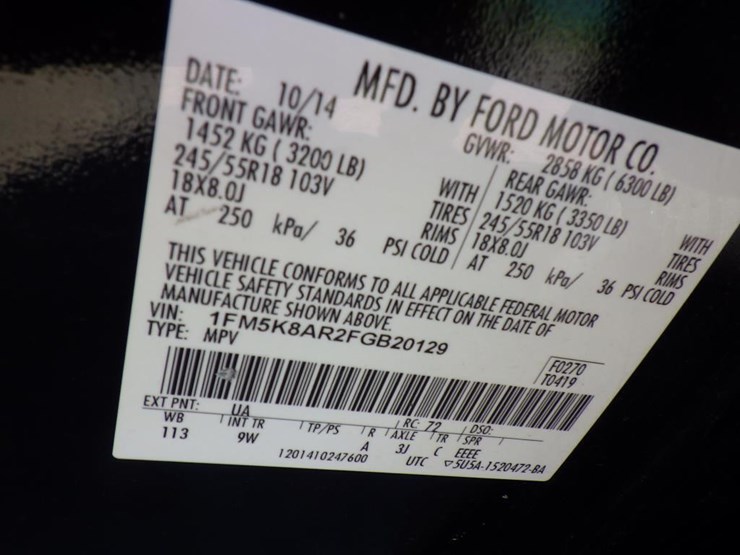 MFD. BY FORD MOTOR CO.
DATE: 10/14 GVWR: 2858 KG ( 6300 LB)
FRONT GAWR: REAR GAWR:
1452 KG ( 3200 LB) WITH 1520 KG ( 3350 LB) WITH
245/55R18 103V TIRES 245/55R18 103V TIRES
18X8.0J RIMS 18X8.0J RIMS
AT 250 kPa/ 36 PSI COLD AT 250 kPa/ 36 PSI COLD
THIS VEHICLE CONFORMS TO ALL APPLICABLE FEDERAL MOTOR
VEHICLE SAFETY STANDARDS IN EFFECT ON THE DATE OF
MANUFACTURE SHOWN ABOVE.
VIN: 1FM5K8AR2FGB20129
TYPE: MPV
F0270
T0419
EXT PNT: UA RC: 72 DSO:
WB INT TR TP/PS R AXLE TR SPR
113 9W A 3J C EEEE
1201410247600 UTC ▽5U5A-1520472-BA